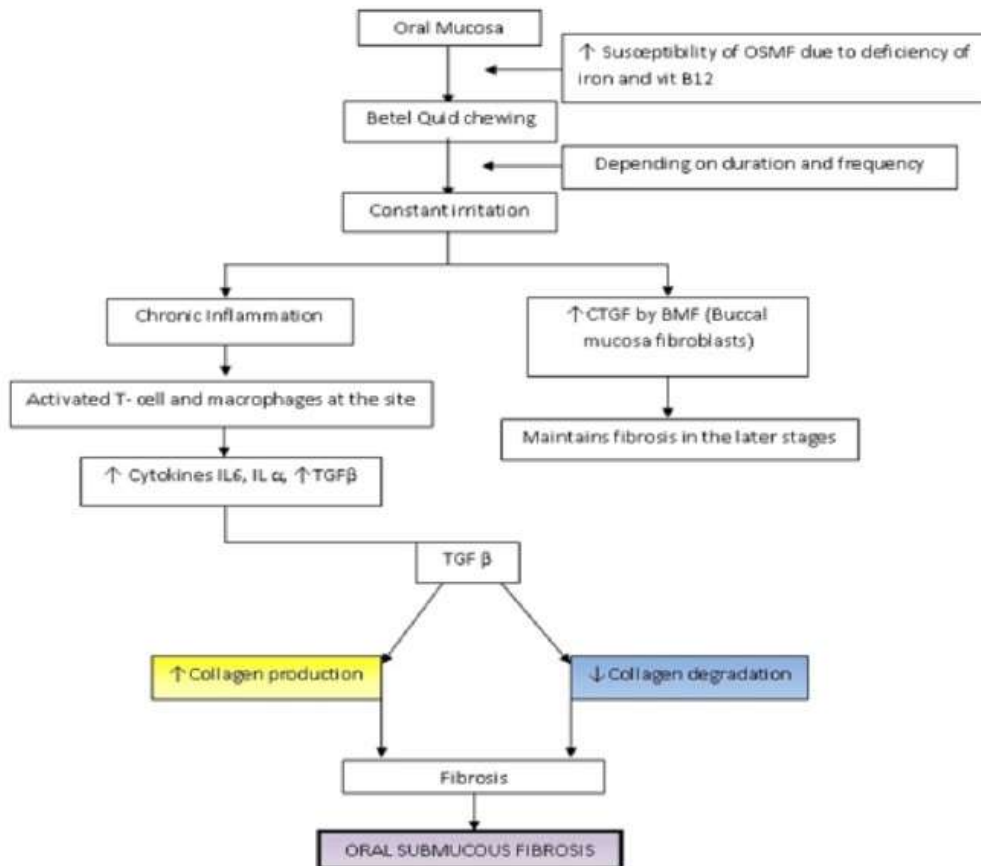 Oral Mucosa
↑ Susceptibility of OSMF due to deficiency of
iron and vit B12
Betel Quid chewing
Depending on duration and frequency
Constant irritation
Chronic Inflammation
↑CTGF by BMF (Buccal
mucosa fibroblasts)
Activated T- cell and macrophages at the site
Maintains fibrosis in the later stages
↑ Cytokines IL6, IL α, ↑TGFβ
TGF β
↑Collagen production
↓Collagen degradation
Fibrosis
ORAL SUBMUCOUS FIBROSIS